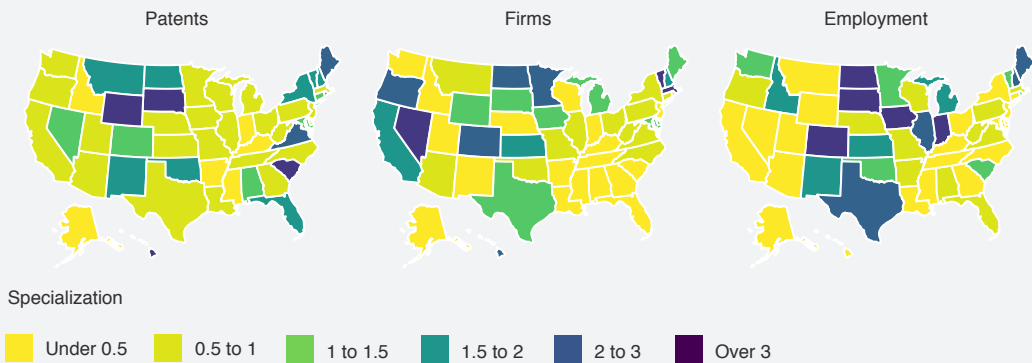 Patents
Firms
Employment
Specialization
Under 0.5
0.5 to 1
1 to 1.5
1.5 to 2
2 to 3
Over 3